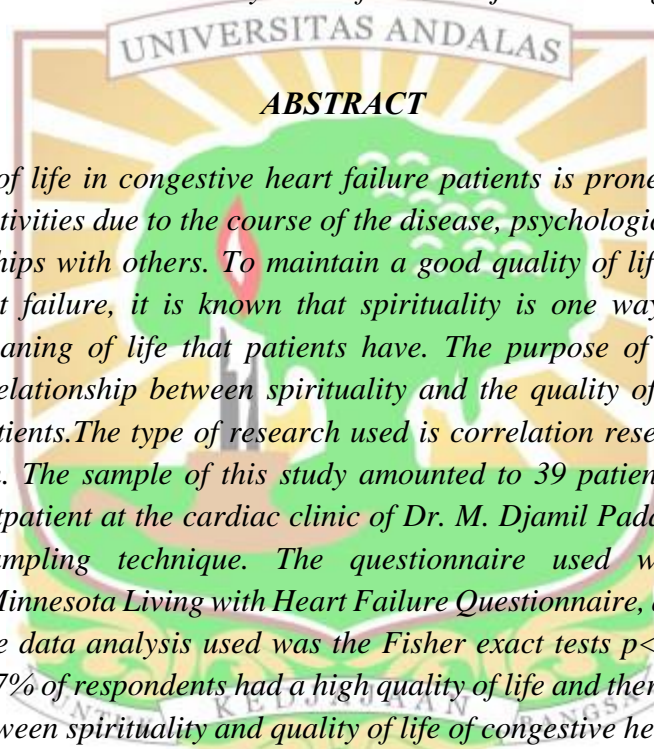 UNIVERSITAS ANDALAS
ABSTRACT
of life in congestive heart failure patients is prone
tivities due to the course of the disease, psychologic
hips with others. To maintain a good quality of lif
t failure, it is known that spirituality is one way
aning of life that patients have. The purpose of
elationship between spirituality and the quality of
tients.The type of research used is correlation rese
. The sample of this study amounted to 39 patien
tpatient at the cardiac clinic of Dr. M. Djamil Pada
mpling technique. The questionnaire used w
Minnesota Living with Heart Failure Questionnaire,
e data analysis used was the Fisher exact tests p<
7% of respondents had a high quality of life and ther
UNTUK KEDJAJAAN BANGSA
ween spirituality and quality of life of congestive he